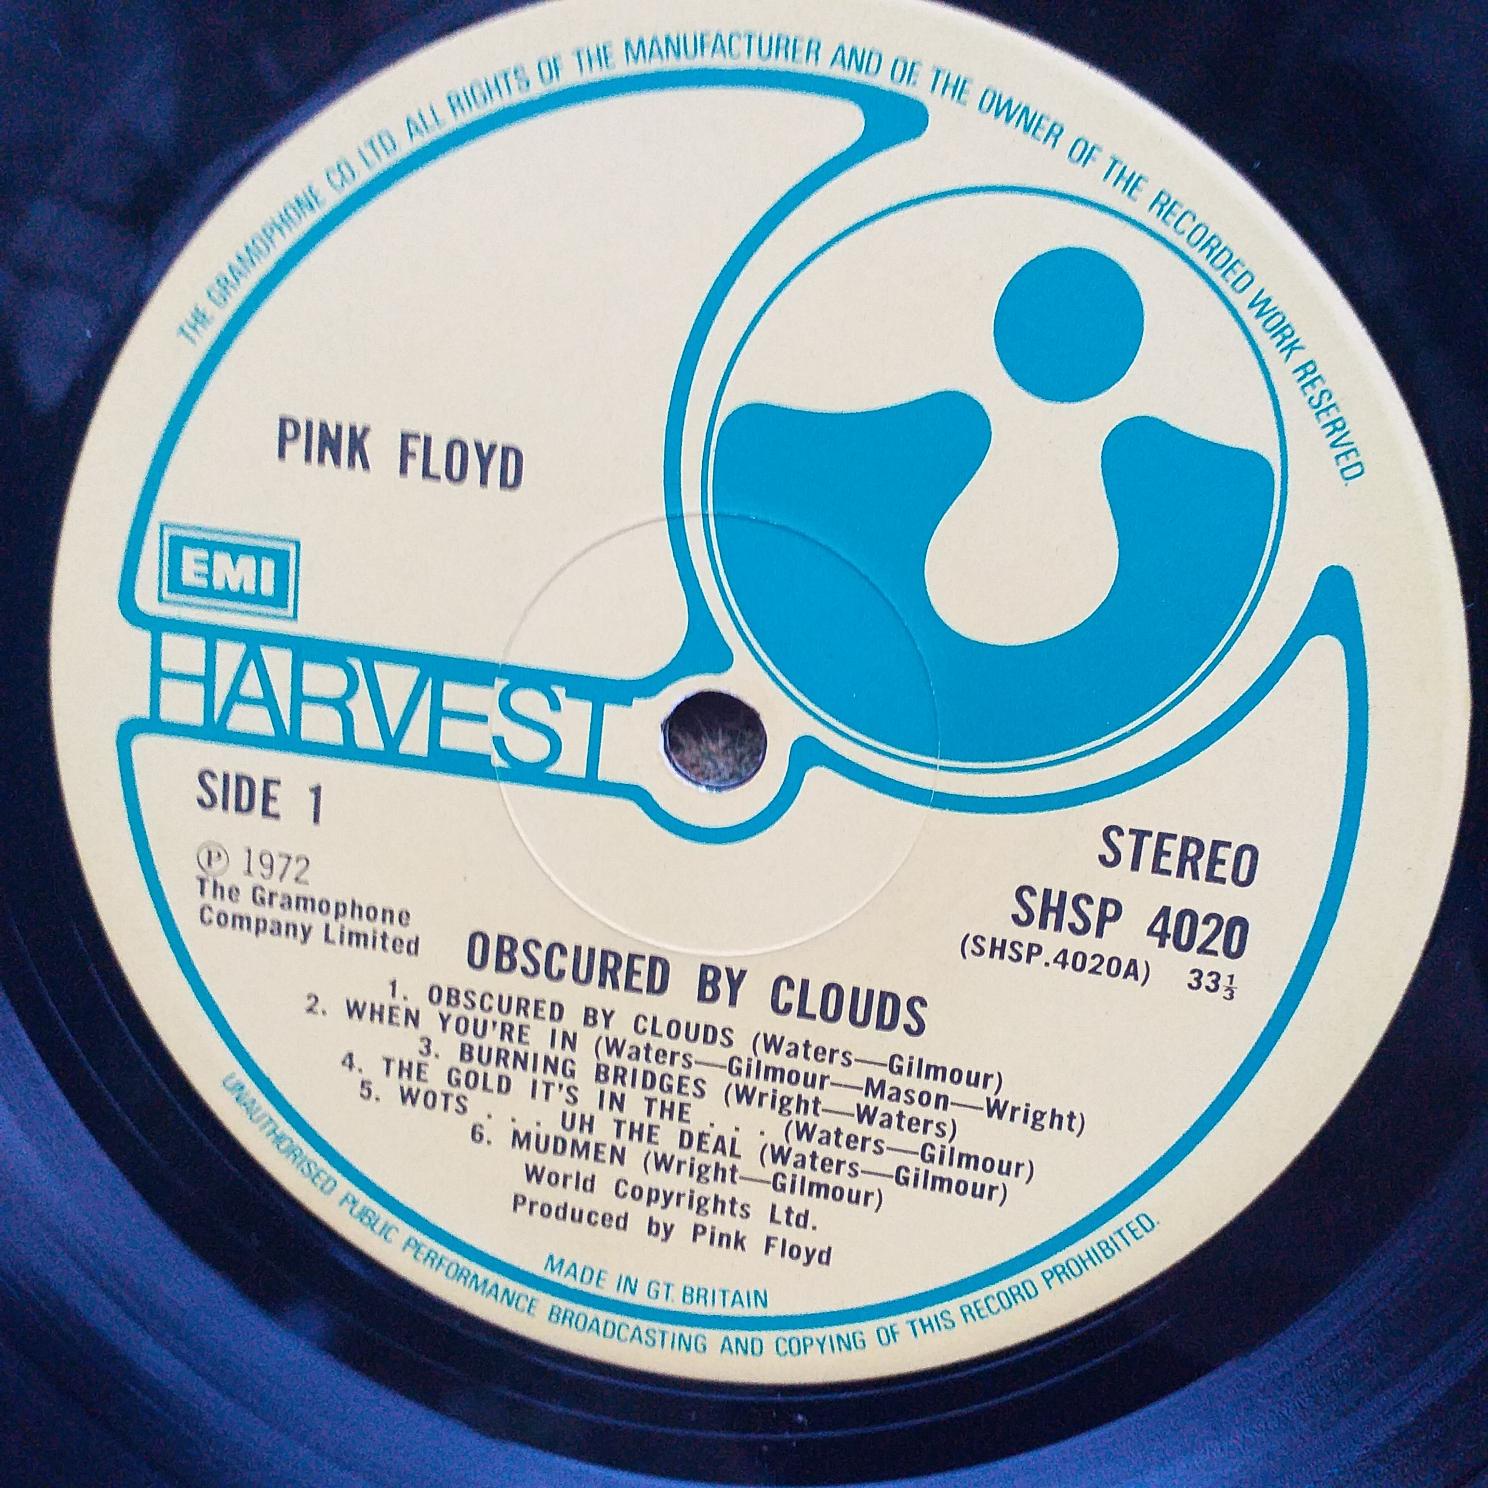 THE GRAMOPHONE CO. LTD. ALL RIGHTS OF THE MANUFACTURER AND OF THE OWNER OF THE RECORDED WORK RESERVED.
PINK FLOYD
EMI
HARVEST
SIDE 1
℗ 1972
The Gramophone
Company Limited
STEREO
SHSP 4020
(SHSP.4020A) 33⅓
OBSCURED BY CLOUDS
1. OBSCURED BY CLOUDS (Waters—Gilmour)
2. WHEN YOU'RE IN (Waters—Gilmour—Mason—Wright)
3. BURNING BRIDGES (Wright—Waters)
4. THE GOLD IT'S IN THE . . . (Waters—Gilmour)
5. WOTS . . . UH THE DEAL (Waters—Gilmour)
6. MUDMEN (Wright—Gilmour)
World Copyrights Ltd.
Produced by Pink Floyd
MADE IN GT. BRITAIN
UNAUTHORISED PUBLIC PERFORMANCE BROADCASTING AND COPYING OF THIS RECORD PROHIBITED.